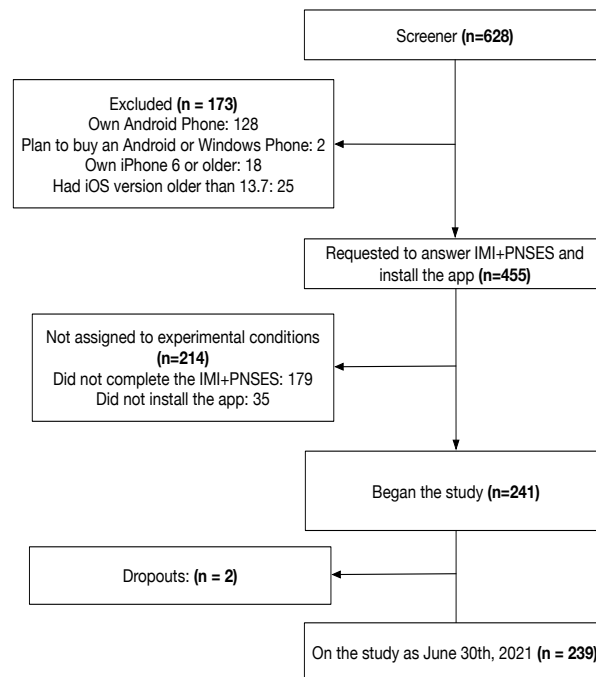 Screener (n=628)
Excluded (n = 173)
Own Android Phone: 128
Plan to buy an Android or Windows Phone: 2
Own iPhone 6 or older: 18
Had iOS version older than 13.7: 25
Requested to answer IMI+PNSES and
install the app (n=455)
Not assigned to experimental conditions
(n=214)
Did not complete the IMI+PNSES: 179
Did not install the app: 35
Began the study (n=241)
Dropouts: (n = 2)
On the study as June 30th, 2021 (n = 239)